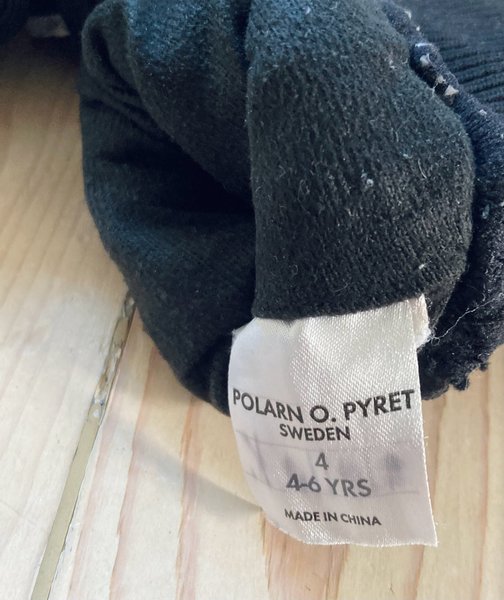 POLARN O. PYRET
SWEDEN
4
4-6 YRS
MADE IN CHINA